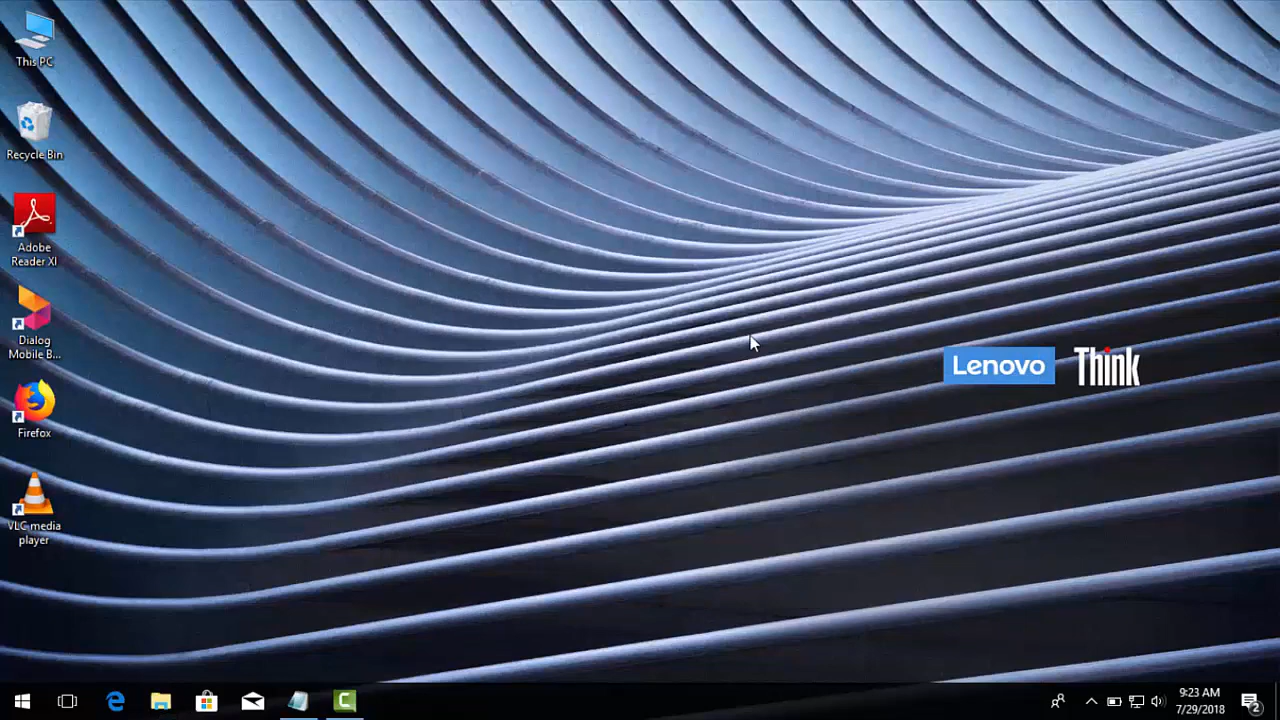 This PC
Recycle Bin
Adobe
Reader XI
Dialog
Mobile B...
Firefox
VLC media
player
Lenovo Think
9:23 AM
7/29/2018
2